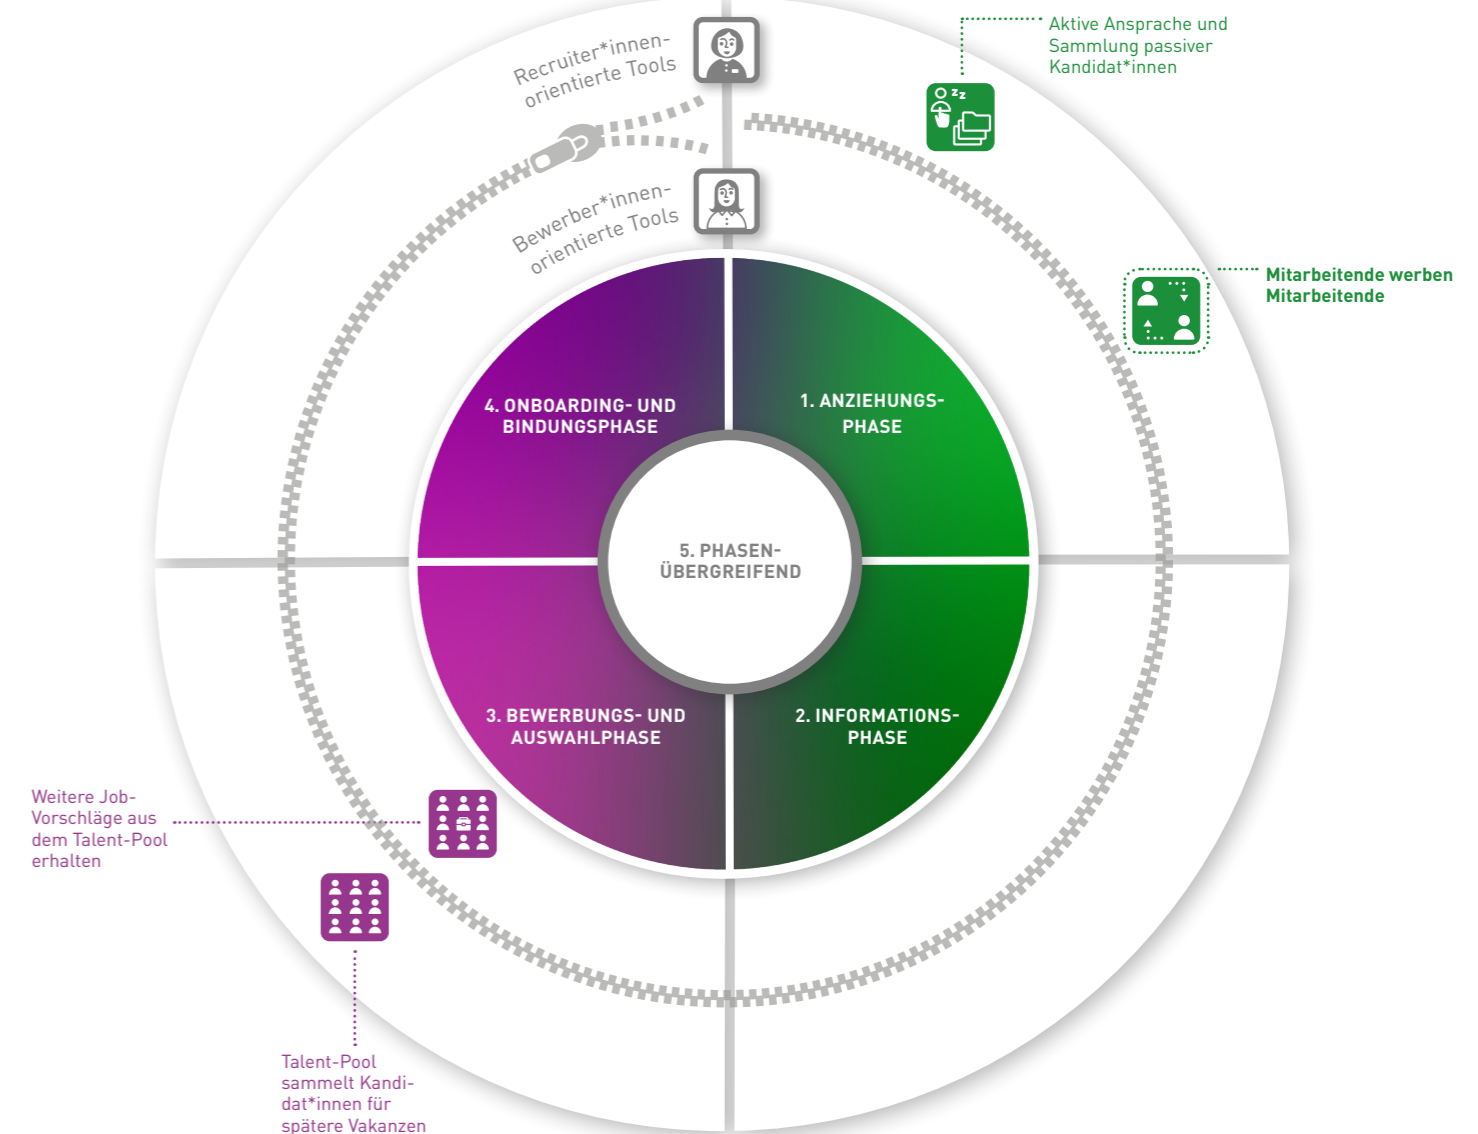 Recruiter*innen-
orientierte Tools
Aktive Ansprache und
Sammlung passiver
Kandidat*innen
zZ
Bewerber*innen-
orientierte Tools
Mitarbeitende werben
Mitarbeitende
4. ONBOARDING- UND
BINDUNGSPHASE
1. ANZIEHUNGS-
PHASE
5. PHASEN-
ÜBERGREIFEND
3. BEWERBUNGS- UND
AUSWAHLPHASE
2. INFORMATIONS-
PHASE
Weitere Job-
Vorschläge aus
dem Talent-Pool
erhalten
Talent-Pool
sammelt Kandi-
dat*innen für
spätere Vakanzen